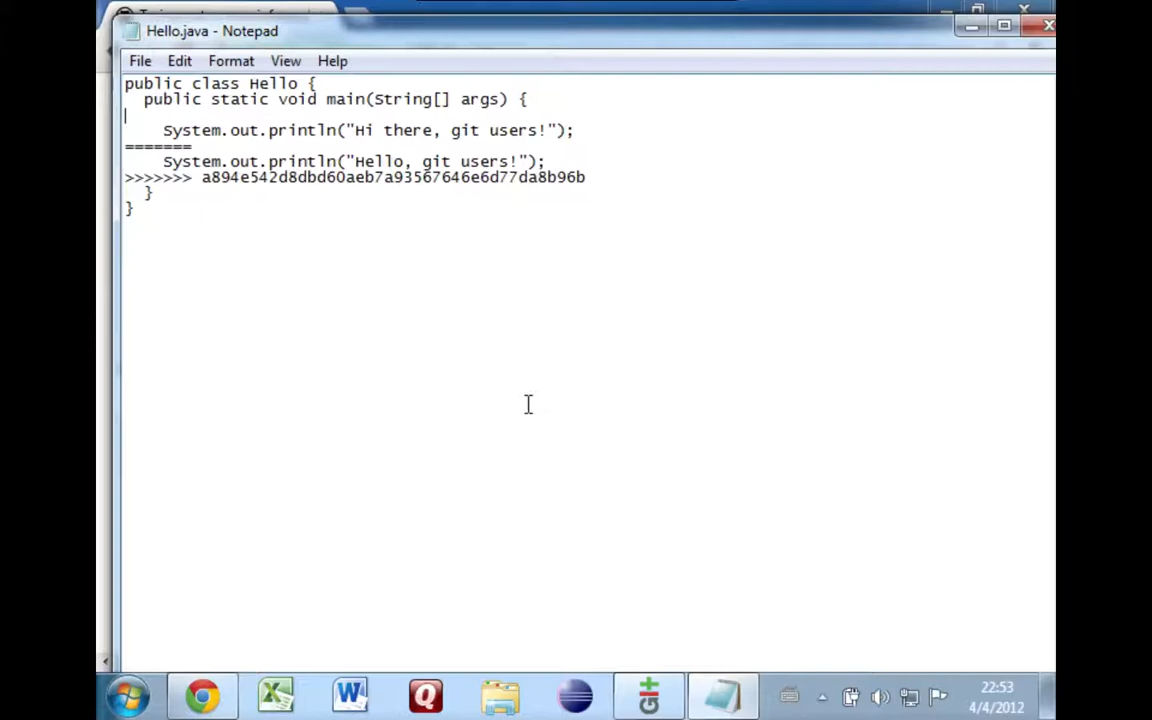 Hello.java - Notepad
File Edit Format View Help
public class Hello {
  public static void main(String[] args) {
    System.out.println("Hi there, git users!");
=======
    System.out.println("Hello, git users!");
>>>>>>> a894e542d8dbd60aeb7a93567646e6d77da8b96b
  }
}
22:53
4/4/2012